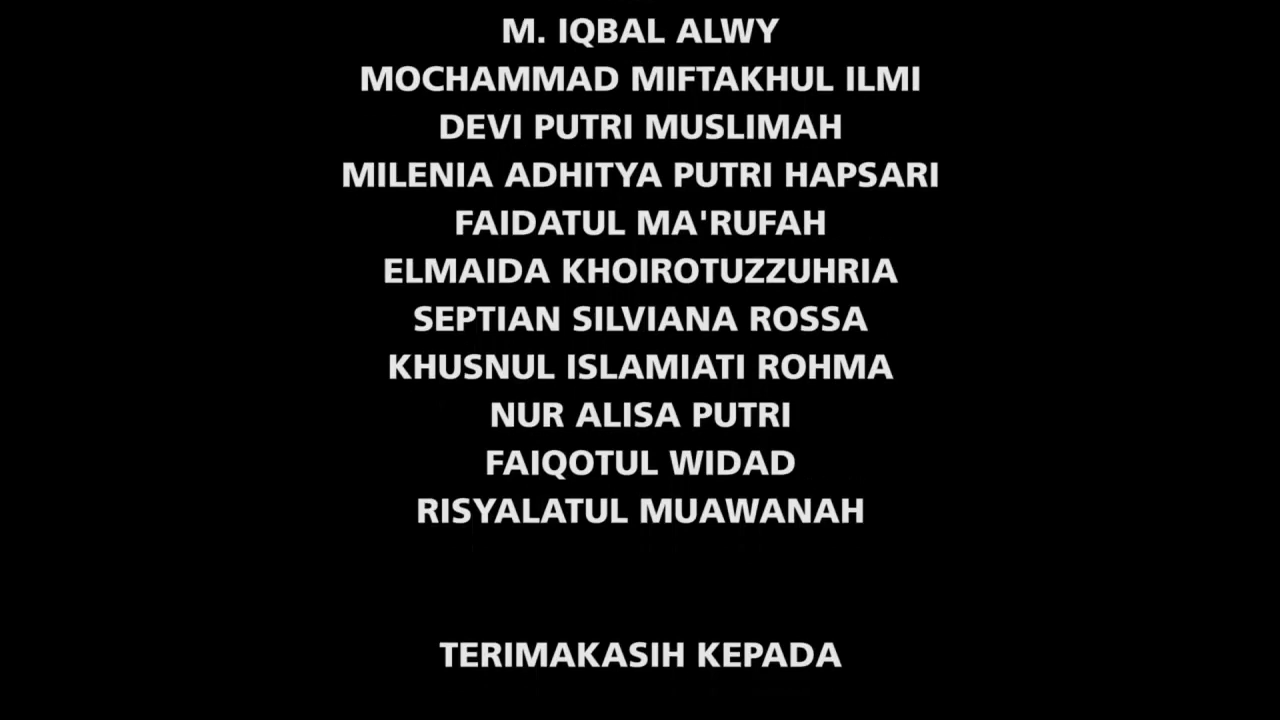 M. IQBAL ALWY
MOCHAMMAD MIFTAKHUL ILMI
DEVI PUTRI MUSLIMAH
MILENIA ADHITYA PUTRI HAPSARI
FAIDATUL MA'RUFAH
ELMAIDA KHOIROTUZZUHRIA
SEPTIAN SILVIANA ROSSA
KHUSNUL ISLAMIATI ROHMA
NUR ALISA PUTRI
FAIQOTUL WIDAD
RISYALATUL MUAWANAH
TERIMAKASIH KEPADA